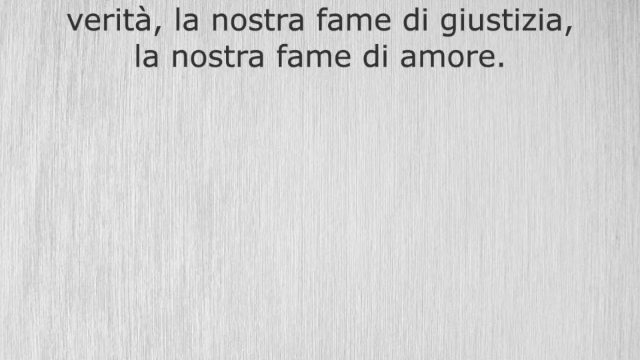 verità, la nostra fame di giustizia,
la nostra fame di amore.